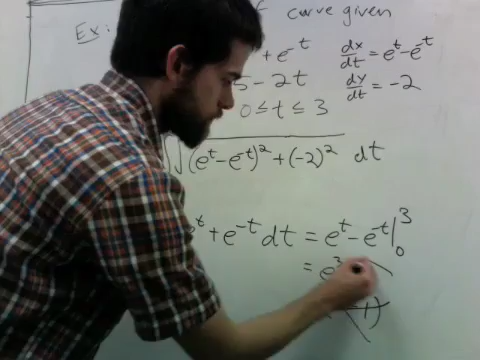 Ex: curve given
+ e^-t dx/dt = e^t - e^-t
5 - 2t dy/dt = -2
0 ≤ t ≤ 3
√(e^t - e^-t)^2 + (-2)^2 dt
e^t + e^-t dt = e^t - e^-t |_0^3
= e^3